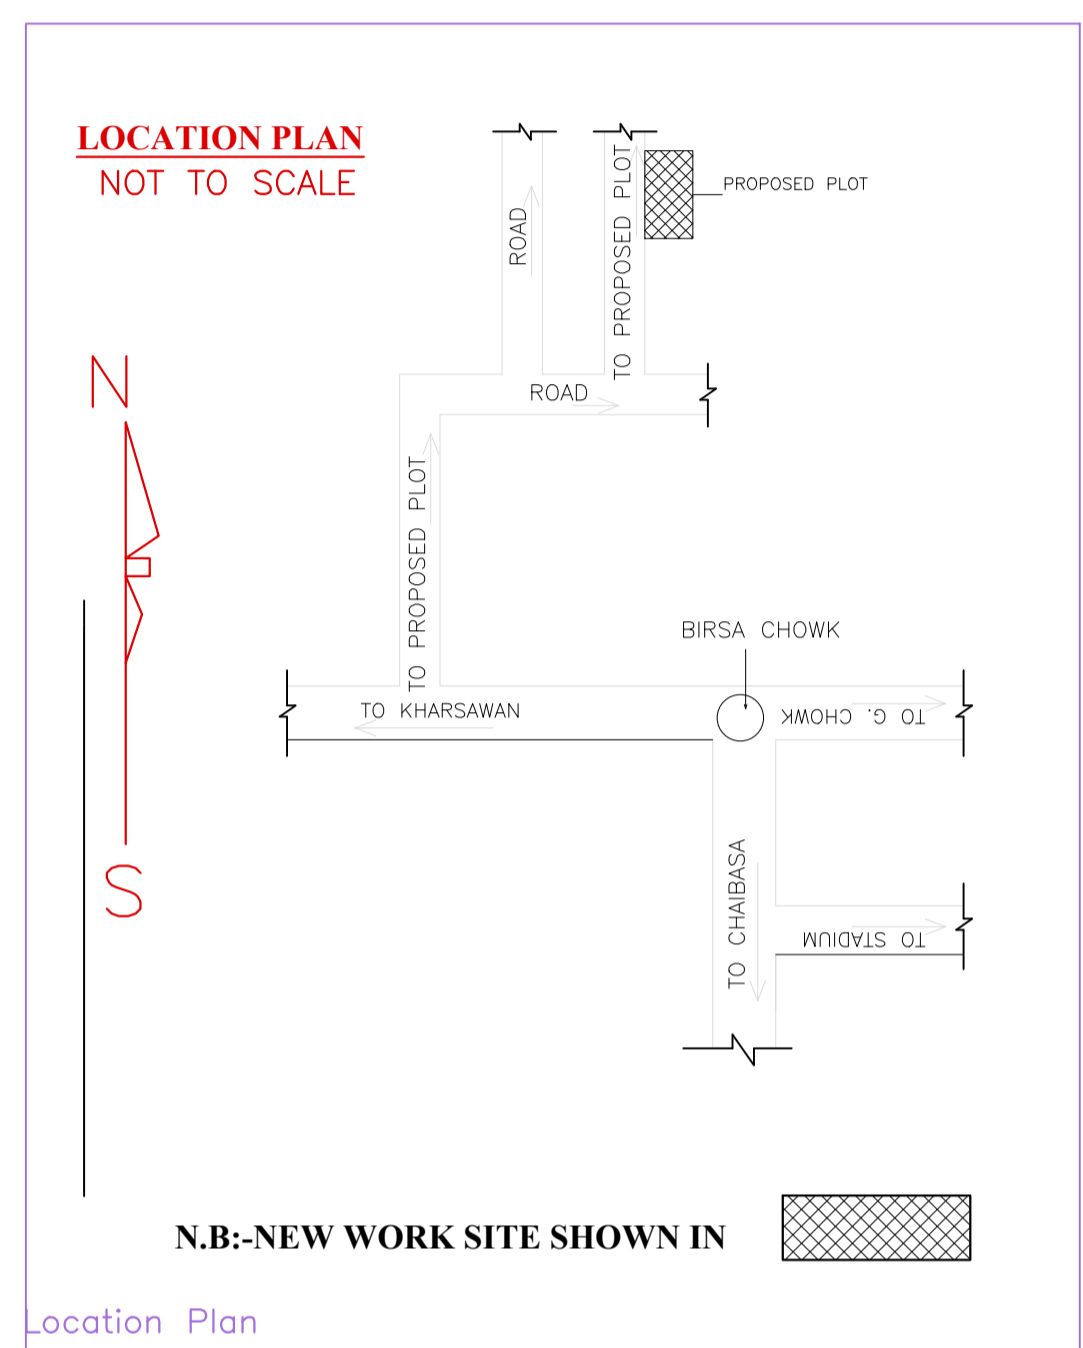 LOCATION PLAN
NOT TO SCALE
PROPOSED PLOT
ROAD
TO PROPOSED PLOT
ROAD
N
TO PROPOSED PLOT
BIRSA CHOWK
TO KHARSAWAN
TO G. CHOWK
TO CHAIBASA
S
TO STADIUM
N.B:-NEW WORK SITE SHOWN IN
Location Plan